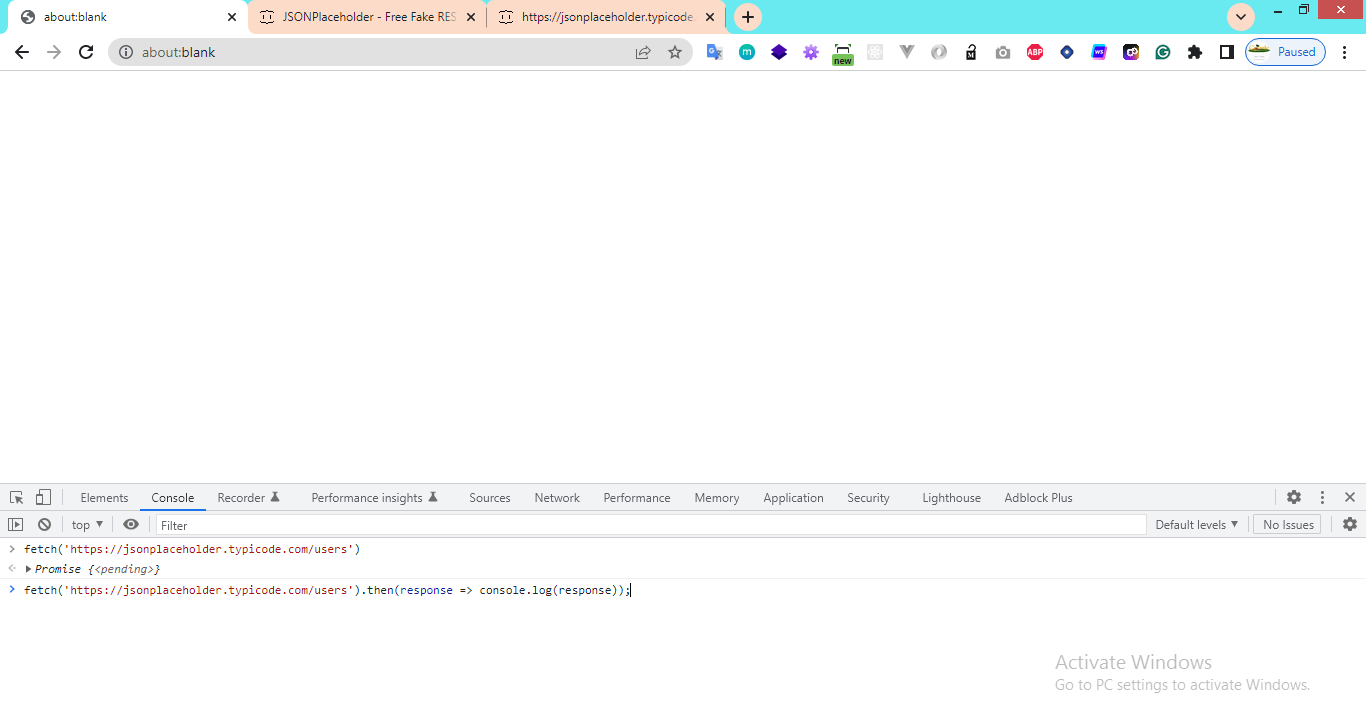 about:blank
JSONPlaceholder - Free Fake RES
https://jsonplaceholder.typicode.
about:blank
new
m
M
ABP
WS
G
Paused
Elements
Console
Recorder
Performance insights
Sources
Network
Performance
Memory
Application
Security
Lighthouse
Adblock Plus
top
Filter
Default levels
No Issues
fetch('https://jsonplaceholder.typicode.com/users')
Promise {<pending>}
fetch('https://jsonplaceholder.typicode.com/users').then(response => console.log(response));
Activate Windows
Go to PC settings to activate Windows.